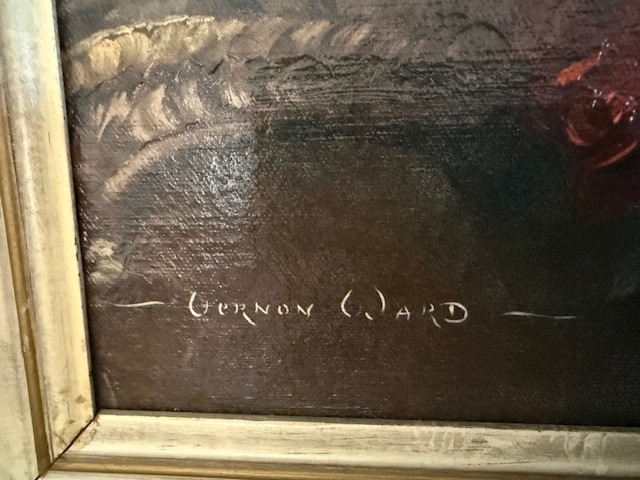 — VERNON WARD —